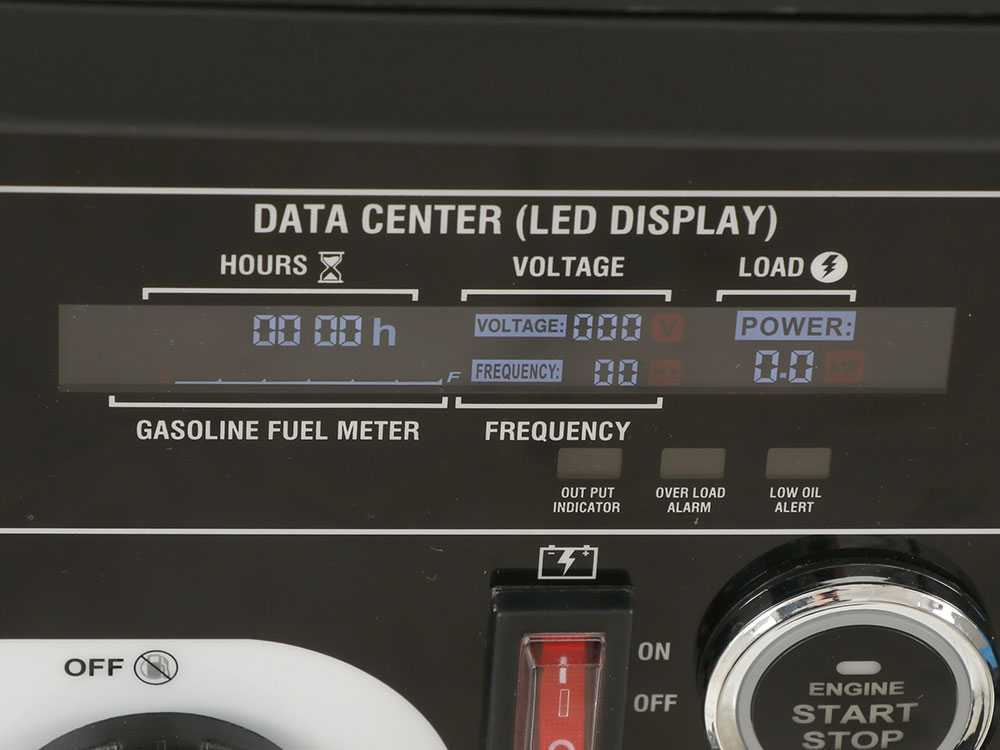 DATA CENTER (LED DISPLAY)
HOURS VOLTAGE LOAD
00 00 h VOLTAGE: 000 V POWER:
F FREQUENCY: 00 0.0
GASOLINE FUEL METER FREQUENCY
OUT PUT INDICATOR
OVER LOAD ALARM
LOW OIL ALERT
- +
OFF
ON
OFF
ENGINE
START
STOP